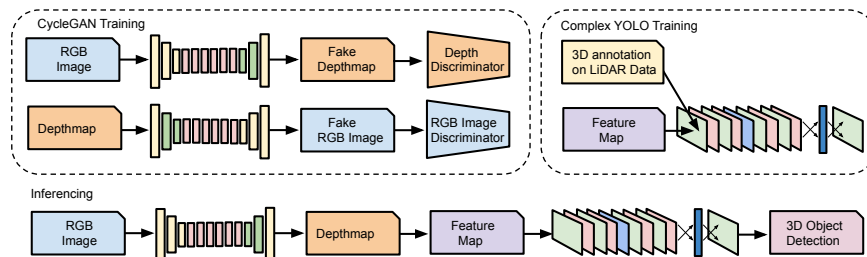 CycleGAN Training
RGB
Image
Fake
Depthmap
Depth
Discriminator
Depthmap
Fake
RGB Image
RGB Image
Discriminator
Complex YOLO Training
3D annotation
on LiDAR Data
Feature
Map
Inferencing
RGB
Image
Depthmap
Feature
Map
3D Object
Detection